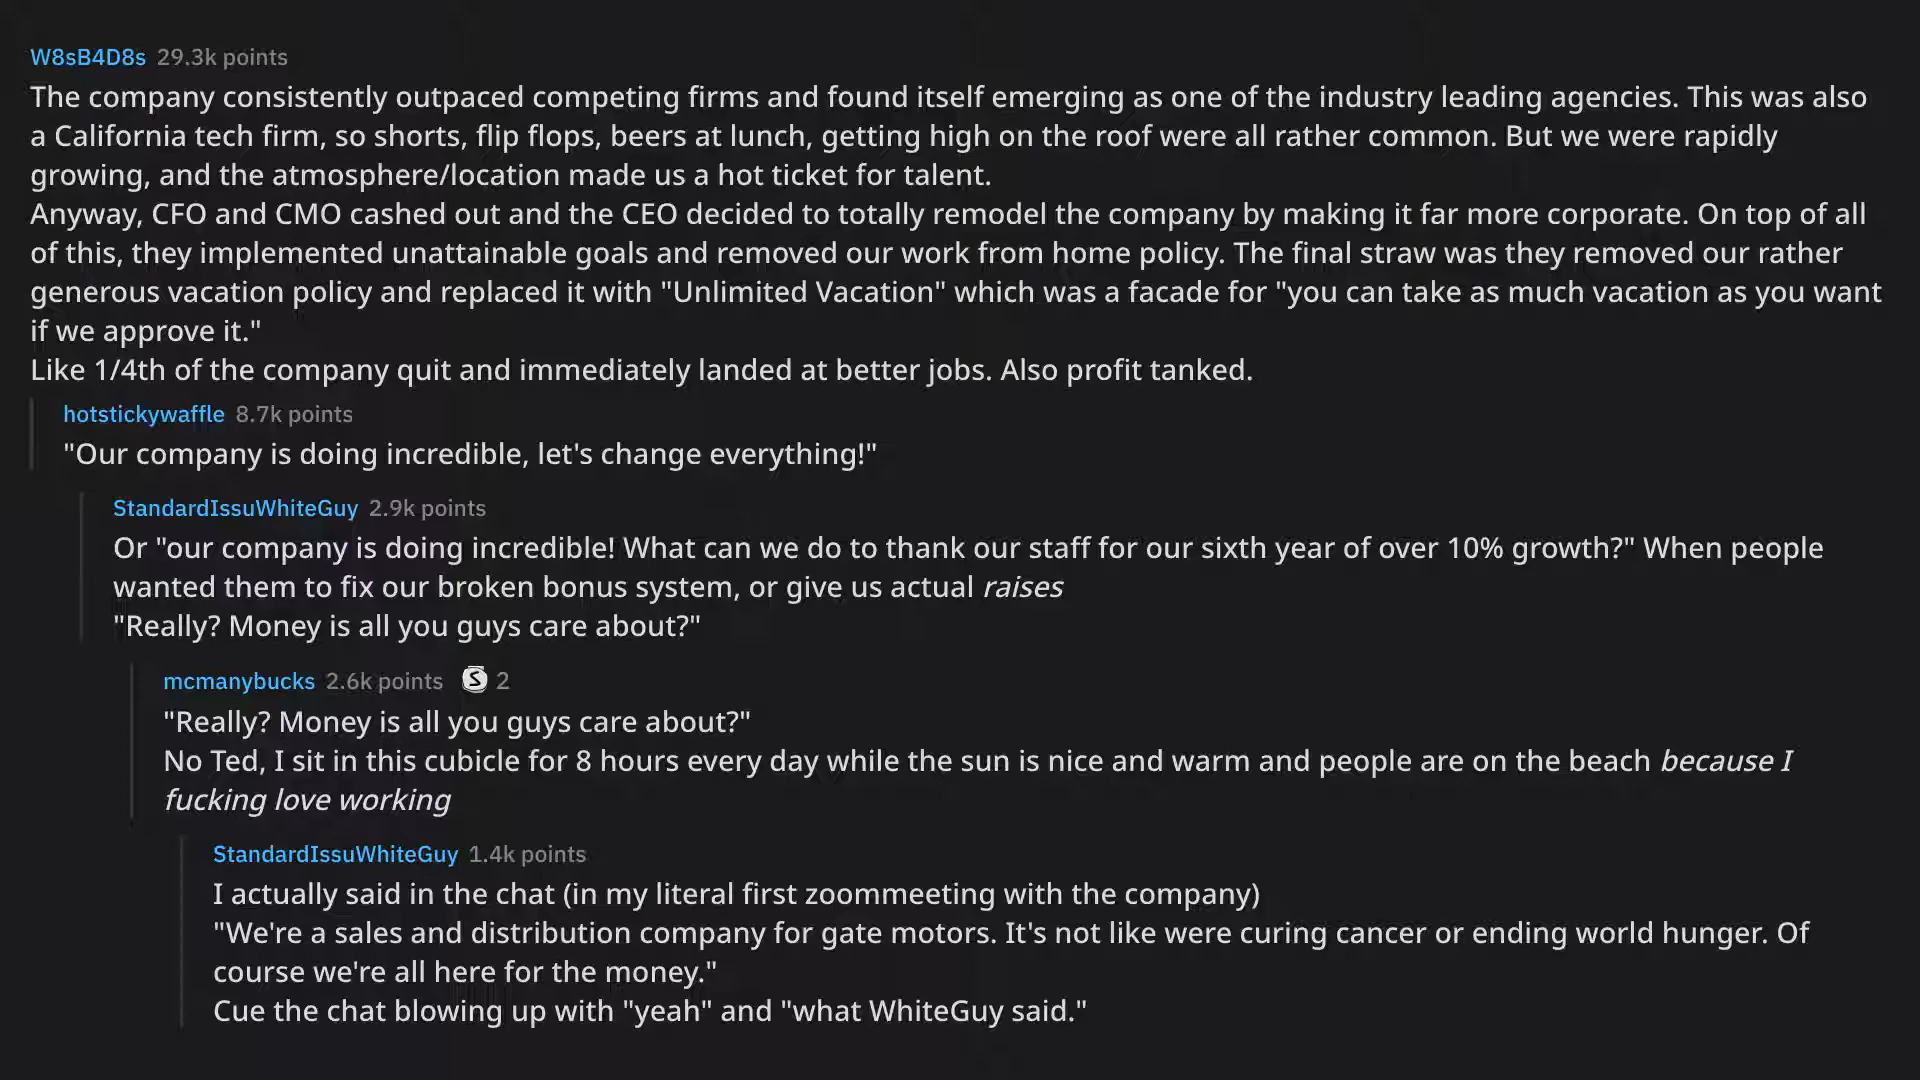 W8sB4D8s 29.3k points
The company consistently outpaced competing firms and found itself emerging as one of the industry leading agencies. This was also
a California tech firm, so shorts, flip flops, beers at lunch, getting high on the roof were all rather common. But we were rapidly
growing, and the atmosphere/location made us a hot ticket for talent.
Anyway, CFO and CMO cashed out and the CEO decided to totally remodel the company by making it far more corporate. On top of all
of this, they implemented unattainable goals and removed our work from home policy. The final straw was they removed our rather
generous vacation policy and replaced it with "Unlimited Vacation" which was a facade for "you can take as much vacation as you want
if we approve it."
Like 1/4th of the company quit and immediately landed at better jobs. Also profit tanked.
hotstickywaffle 8.7k points
"Our company is doing incredible, let's change everything!"
StandardIssuWhiteGuy 2.9k points
Or "our company is doing incredible! What can we do to thank our staff for our sixth year of over 10% growth?" When people
wanted them to fix our broken bonus system, or give us actual raises
"Really? Money is all you guys care about?"
mcmanybucks 2.6k points S 2
"Really? Money is all you guys care about?"
No Ted, I sit in this cubicle for 8 hours every day while the sun is nice and warm and people are on the beach because I
fucking love working
StandardIssuWhiteGuy 1.4k points
I actually said in the chat (in my literal first zoommeeting with the company)
"We're a sales and distribution company for gate motors. It's not like were curing cancer or ending world hunger. Of
course we're all here for the money."
Cue the chat blowing up with "yeah" and "what WhiteGuy said."